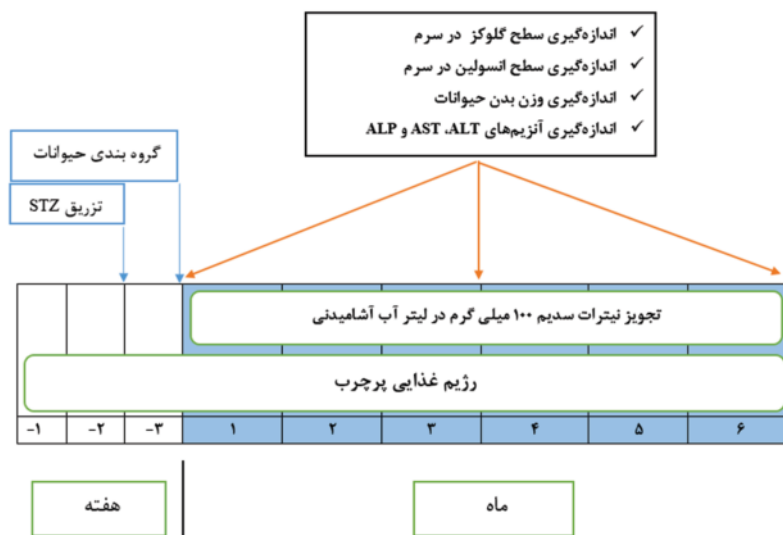 ✓ اندازه‌گیری سطح گلوکز در سرم
✓ اندازه‌گیری سطح انسولین در سرم
✓ اندازه‌گیری وزن بدن حیوانات
✓ اندازه‌گیری آنزیم‌های AST ،ALT و ALP
گروه بندی حیوانات
تزریق STZ
تجویز نیترات سدیم ۱۰۰ میلی گرم در لیتر آب آشامیدنی
رژیم غذایی پرچرب
-۱ -۲ -۳ ۱ ۲ ۳ ۴ ۵ ۶
هفته
ماه